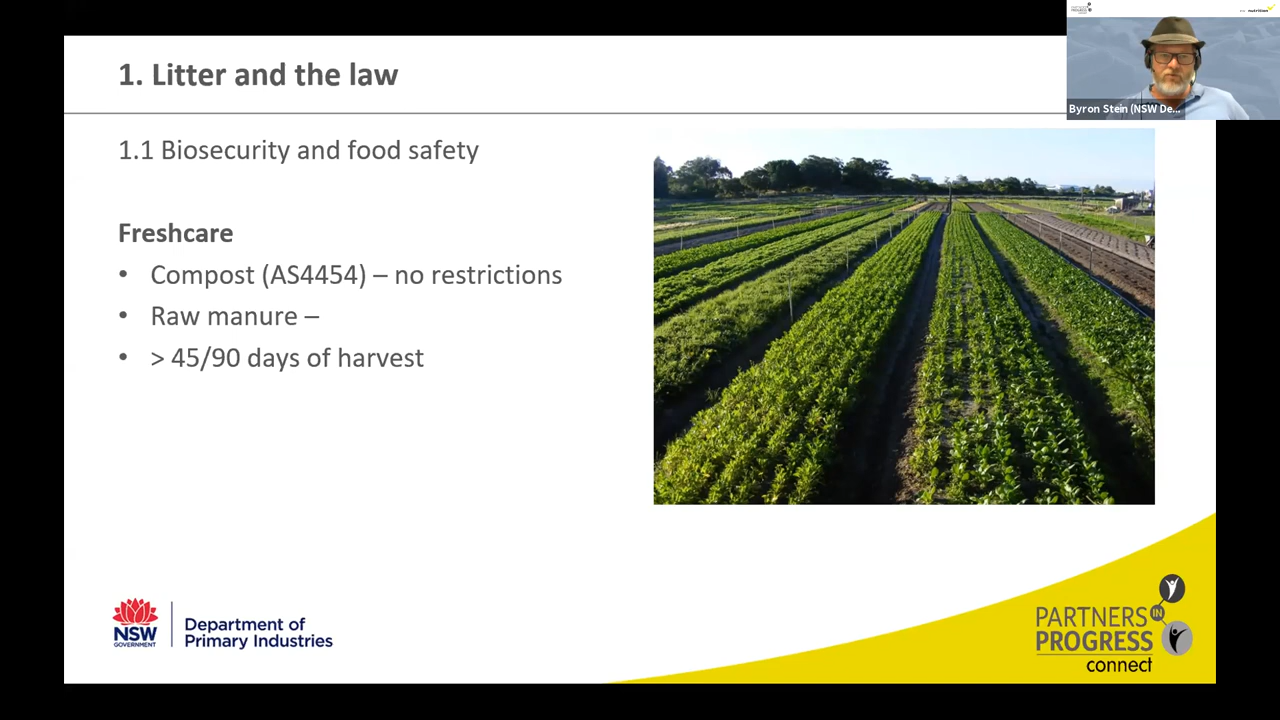 1. Litter and the law
Byron Stein (NSW De...
1.1 Biosecurity and food safety
Freshcare
• Compost (AS4454) – no restrictions
• Raw manure –
• > 45/90 days of harvest
NSW
GOVERNMENT
Department of
Primary Industries
PARTNERS
IN
PROGRESS
connect